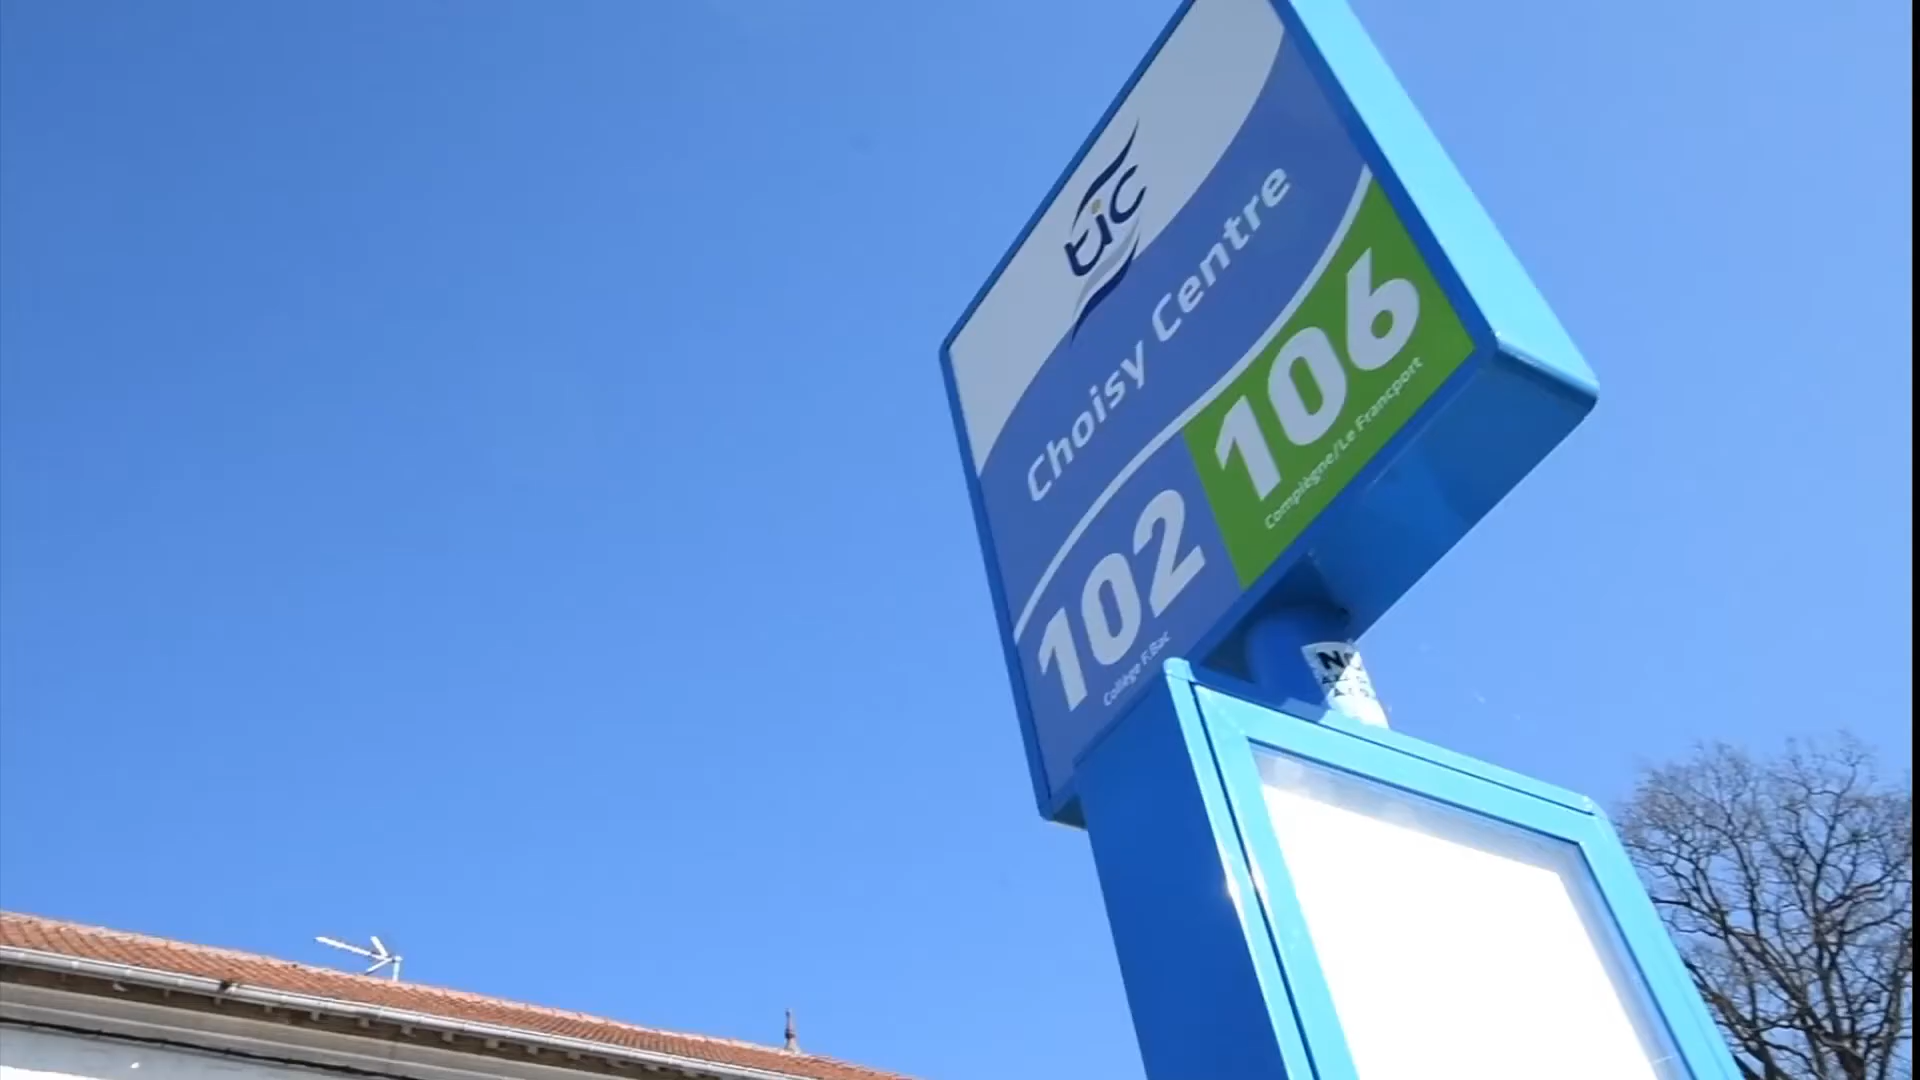 tic
Choisy Centre
102
Collège F.Bac
106
Compiègne/Le Francport